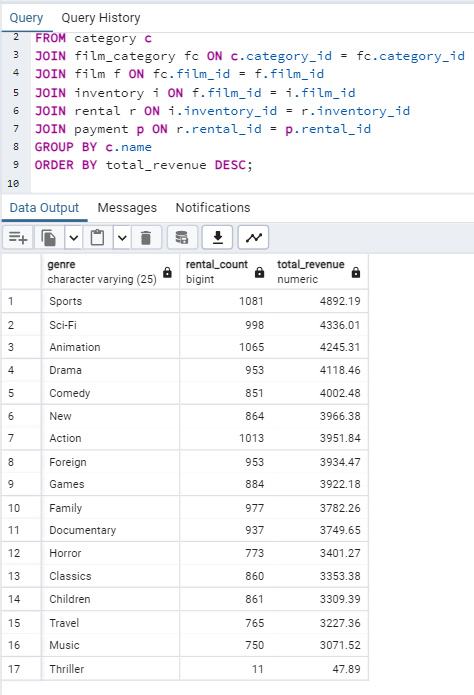 Query Query History
2 FROM category c
3 JOIN film_category fc ON c.category_id = fc.category_id
4 JOIN film f ON fc.film_id = f.film_id
5 JOIN inventory i ON f.film_id = i.film_id
6 JOIN rental r ON i.inventory_id = r.inventory_id
7 JOIN payment p ON r.rental_id = p.rental_id
8 GROUP BY c.name
9 ORDER BY total_revenue DESC;
10
Data Output Messages Notifications
genre rental_count total_revenue
character varying (25) bigint numeric
1 Sports 1081 4892.19
2 Sci-Fi 998 4336.01
3 Animation 1065 4245.31
4 Drama 953 4118.46
5 Comedy 851 4002.48
6 New 864 3966.38
7 Action 1013 3951.84
8 Foreign 953 3934.47
9 Games 884 3922.18
10 Family 977 3782.26
11 Documentary 937 3749.65
12 Horror 773 3401.27
13 Classics 860 3353.38
14 Children 861 3309.39
15 Travel 765 3227.36
16 Music 750 3071.52
17 Thriller 11 47.89